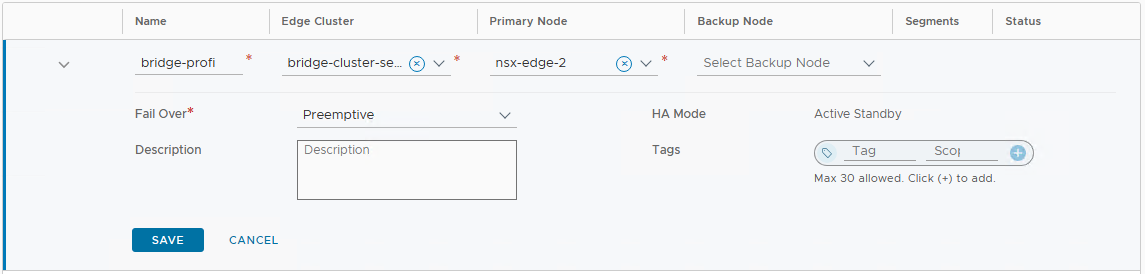 Name Edge Cluster Primary Node Backup Node Segments Status
bridge-profi * bridge-cluster-se... * nsx-edge-2 * Select Backup Node
Fail Over* Preemptive HA Mode Active Standby
Description Description Tags Tag Scop
Max 30 allowed. Click (+) to add.
SAVE CANCEL